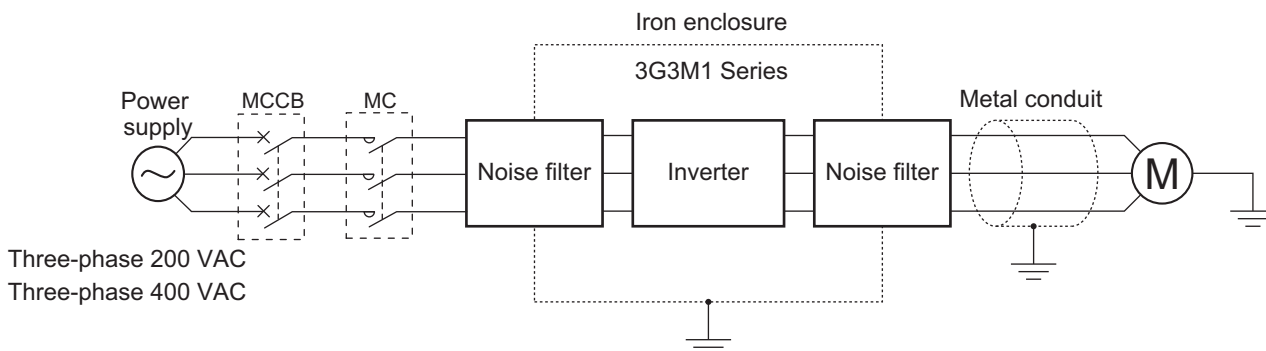 Iron enclosure
3G3M1 Series
Power
supply
MCCB
MC
Metal conduit
Noise filter
Inverter
Noise filter
M
Three-phase 200 VAC
Three-phase 400 VAC